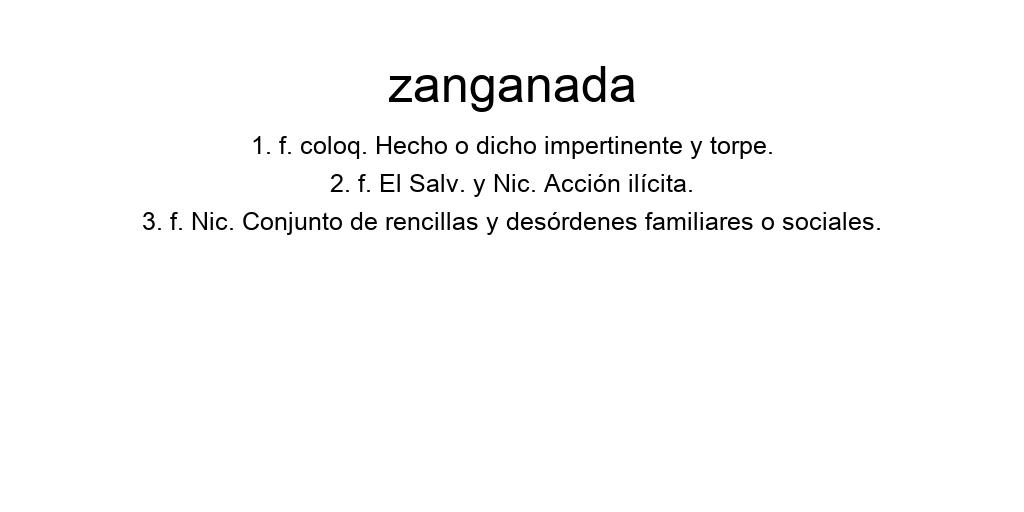 zanganada
1. f. coloq. Hecho o dicho impertinente y torpe.
2. f. El Salv. y Nic. Acción ilícita.
3. f. Nic. Conjunto de rencillas y desórdenes familiares o sociales.